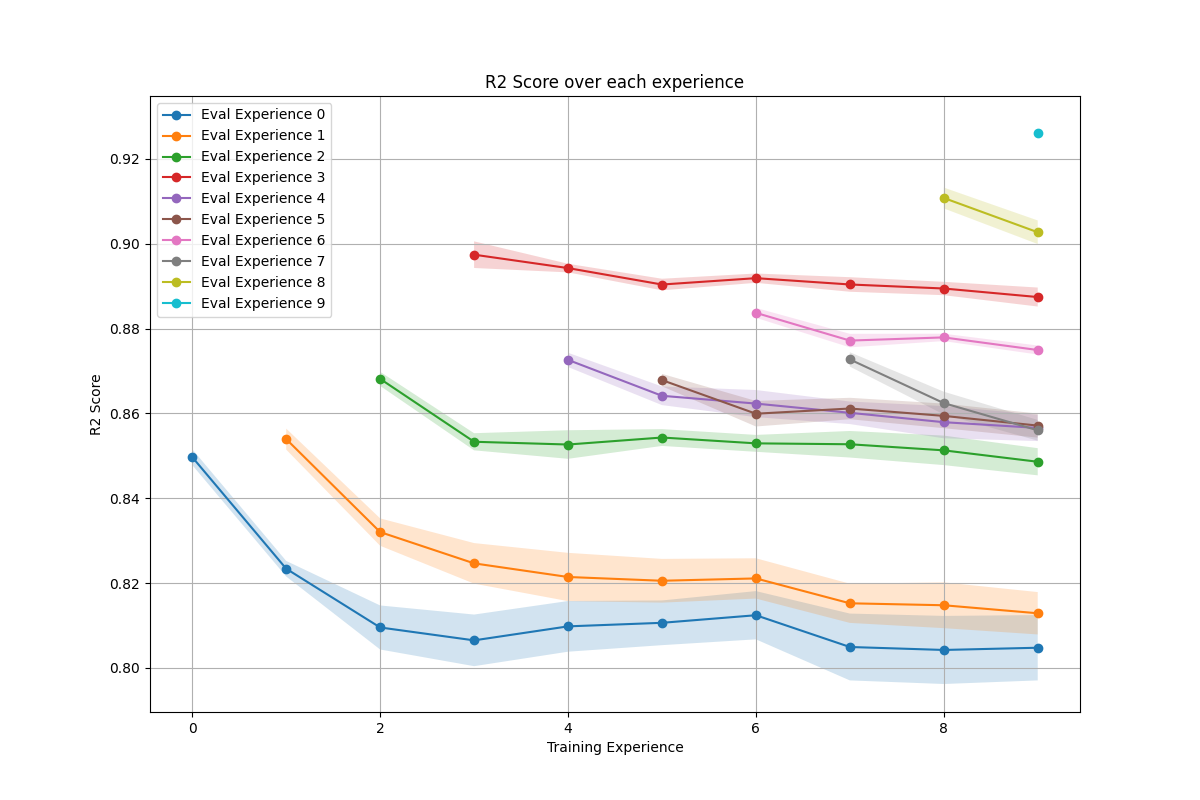 R2 Score over each experience
Eval Experience 0
Eval Experience 1
Eval Experience 2
Eval Experience 3
Eval Experience 4
Eval Experience 5
Eval Experience 6
Eval Experience 7
Eval Experience 8
Eval Experience 9
0.92
0.90
0.88
0.86
0.84
0.82
0.80
R2 Score
0 2 4 6 8
Training Experience